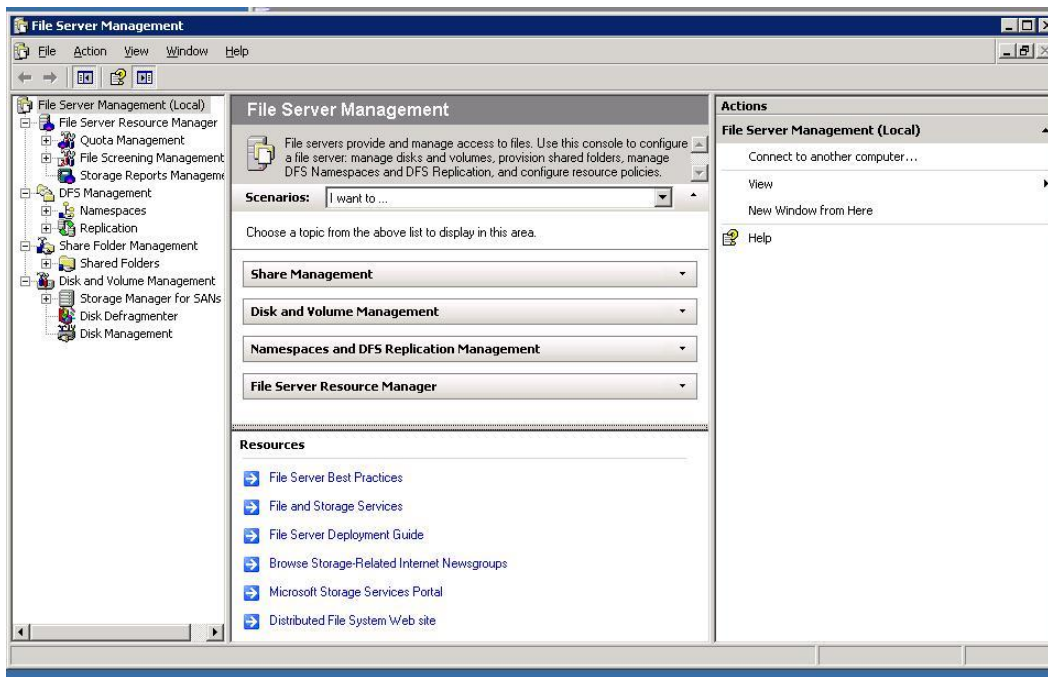 File Server Management
File Action View Window Help
File Server Management (Local)
File Server Resource Manager
Quota Management
File Screening Management
Storage Reports Manageme
DFS Management
Namespaces
Replication
Share Folder Management
Shared Folders
Disk and Volume Management
Storage Manager for SANs
Disk Defragmenter
Disk Management
File Server Management
File servers provide and manage access to files. Use this console to configure
a file server: manage disks and volumes, provision shared folders, manage
DFS Namespaces and DFS Replication, and configure resource policies.
Scenarios: I want to ...
Choose a topic from the above list to display in this area.
Share Management
Disk and Volume Management
Namespaces and DFS Replication Management
File Server Resource Manager
Resources
File Server Best Practices
File and Storage Services
File Server Deployment Guide
Browse Storage-Related Internet Newsgroups
Microsoft Storage Services Portal
Distributed File System Web site
Actions
File Server Management (Local)
Connect to another computer...
View
New Window from Here
Help